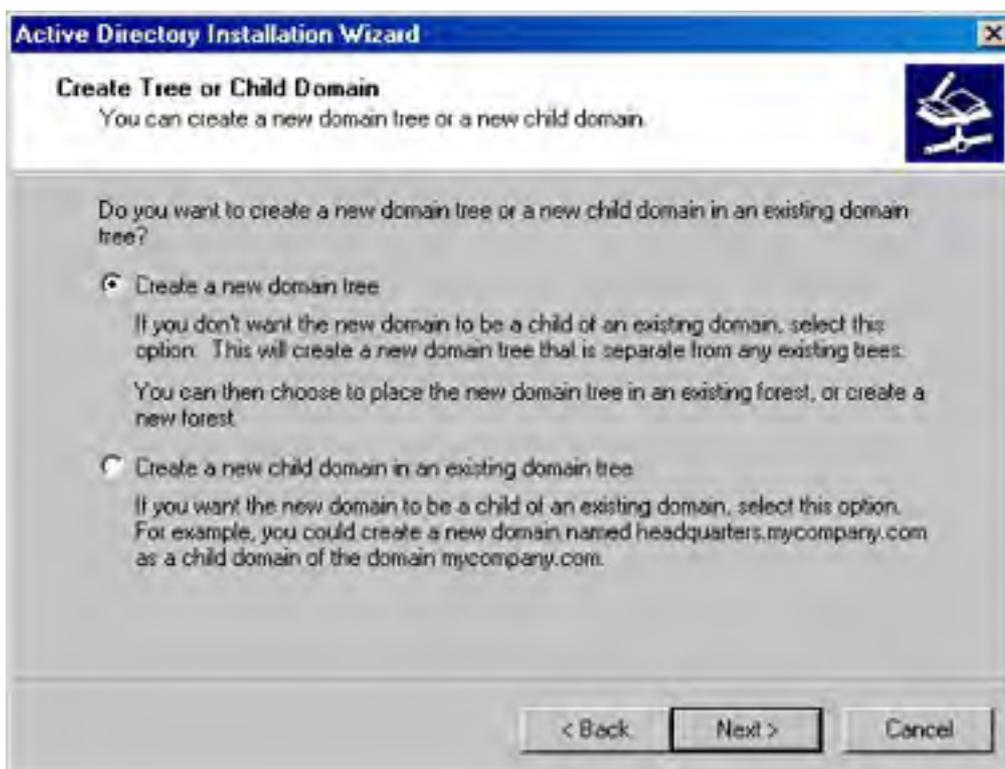 Active Directory Installation Wizard
Create Tree or Child Domain
You can create a new domain tree or a new child domain.
Do you want to create a new domain tree or a new child domain in an existing domain
tree?
Create a new domain tree
If you don't want the new domain to be a child of an existing domain, select this
option. This will create a new domain tree that is separate from any existing trees.
You can then choose to place the new domain tree in an existing forest, or create a
new forest.
Create a new child domain in an existing domain tree
If you want the new domain to be a child of an existing domain, select this option.
For example, you could create a new domain named headquarters.mycompany.com
as a child domain of the domain mycompany.com.
< Back Next > Cancel